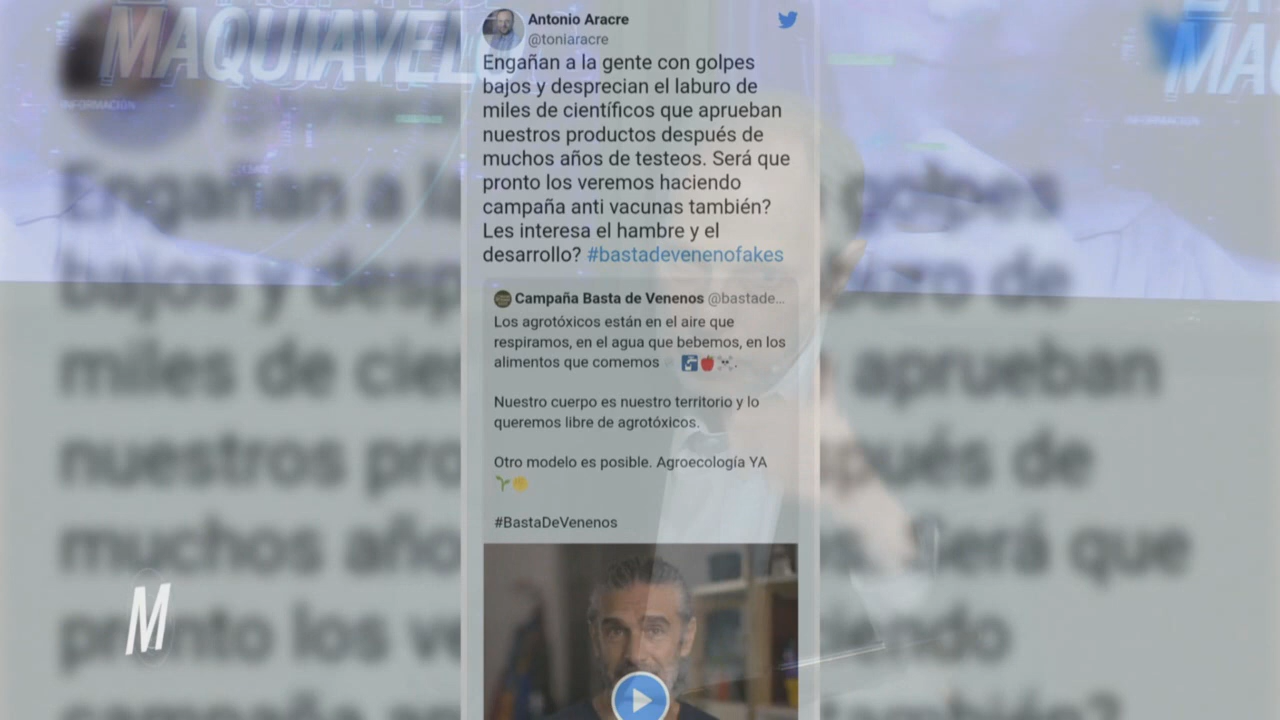 MAQUIAVELO
INFORMACIÓN
Antonio Aracre
@toniaracre
Engañan a la gente con golpes
bajos y desprecian el laburo de
miles de científicos que aprueban
nuestros productos después de
muchos años de testeos. Será que
pronto los veremos haciendo
campaña anti vacunas también?
Les interesa el hambre y el
desarrollo? #bastadevenenofakes
Campaña Basta de Venenos @bastade...
Los agrotóxicos están en el aire que
respiramos, en el agua que bebemos, en los
alimentos que comemos
Nuestro cuerpo es nuestro territorio y lo
queremos libre de agrotóxicos.
Otro modelo es posible. Agroecología YA
#BastaDeVenenos
M